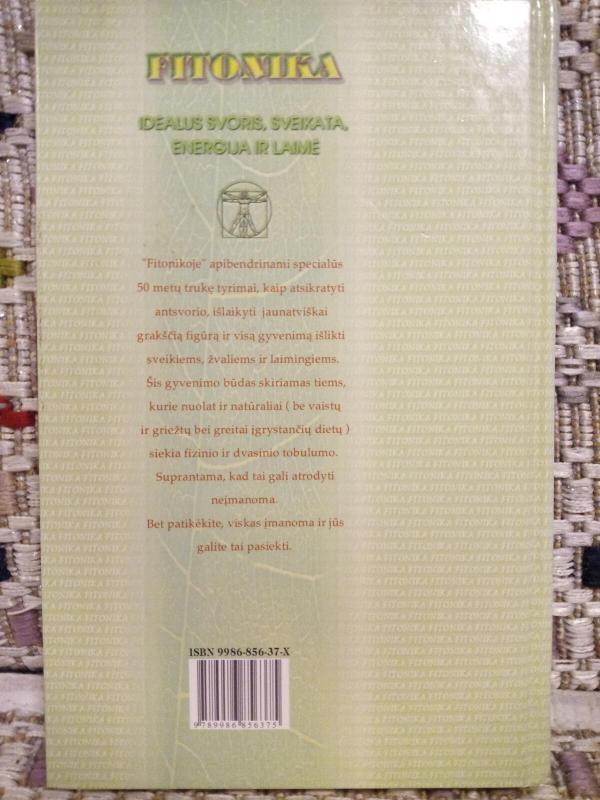 FITONIKA
IDEALUS SVORIS, SVEIKATA,
ENERGIJA IR LAIMĖ
"Fitonikoje" apibendrinami specialūs
50 metų trukę tyrimai, kaip atsikratyti
antsvorio, išlaikyti jaunatviškai
grakščią figūrą ir visą gyvenimą išlikti
sveikiems, žvaliems ir laimingiems.
Šis gyvenimo būdas skiriamas tiems,
kurie nuolat ir natūraliai ( be vaistų
ir griežtų bei greitai įgrystančių dietų )
siekia fizinio ir dvasinio tobulumo.
Suprantama, kad tai gali atrodyti
neįmanoma.
Bet patikėkite, viskas įmanoma ir jūs
galite tai pasiekti.
ISBN 9986-856-37-X
9789986856375